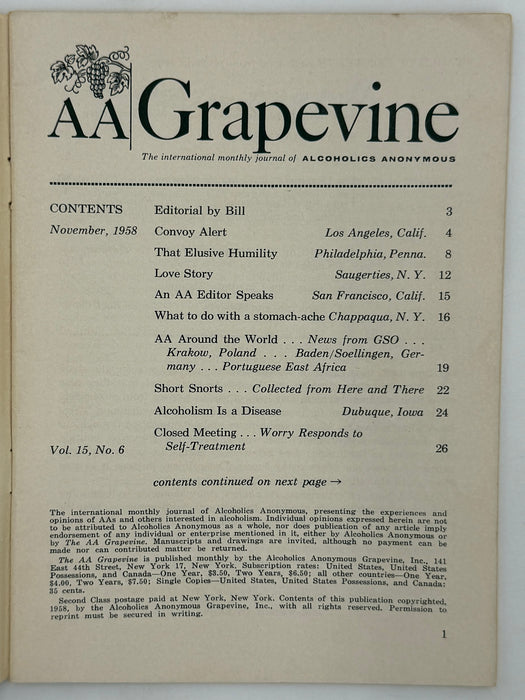 AA Grapevine
The international monthly journal of ALCOHOLICS ANONYMOUS
CONTENTS
November, 1958
Editorial by Bill 3
Convoy Alert Los Angeles, Calif. 4
That Elusive Humility Philadelphia, Penna. 8
Love Story Saugerties, N. Y. 12
An AA Editor Speaks San Francisco, Calif. 15
What to do with a stomach-ache Chappaqua, N. Y. 16
AA Around the World . . . News from GSO . . .
Krakow, Poland . . . Baden/Soellingen, Ger-
many . . . Portuguese East Africa 19
Short Snorts . . . Collected from Here and There 22
Alcoholism Is a Disease Dubuque, Iowa 24
Closed Meeting . . . Worry Responds to
Self-Treatment 26
Vol. 15, No. 6
contents continued on next page →
The international monthly journal of Alcoholics Anonymous, presenting the experiences and
opinions of AAs and others interested in alcoholism. Individual opinions expressed herein are not
to be attributed to Alcoholics Anonymous as a whole, nor does publication of any article imply
endorsement of any individual or enterprise mentioned in it, either by Alcoholics Anonymous or
by The AA Grapevine. Manuscripts and drawings are invited, although no payment can be
made nor can contributed matter be returned.
The AA Grapevine is published monthly by the Alcoholics Anonymous Grapevine, Inc., 141
East 44th Street, New York 17, New York, Subscription rates: United States, United States
Possessions, and Canada—One Year, $3.50, Two Years, $6.50; all other countries—One Year,
$4.00, Two Years, $7.50; Single Copies—United States, United States Possessions, and Canada:
35 cents.
Second Class postage paid at New York, New York. Contents of this publication copyrighted,
1958, by the Alcoholics Anonymous Grapevine, Inc., with all rights reserved. Permission to
reprint must be secured in writing.
1